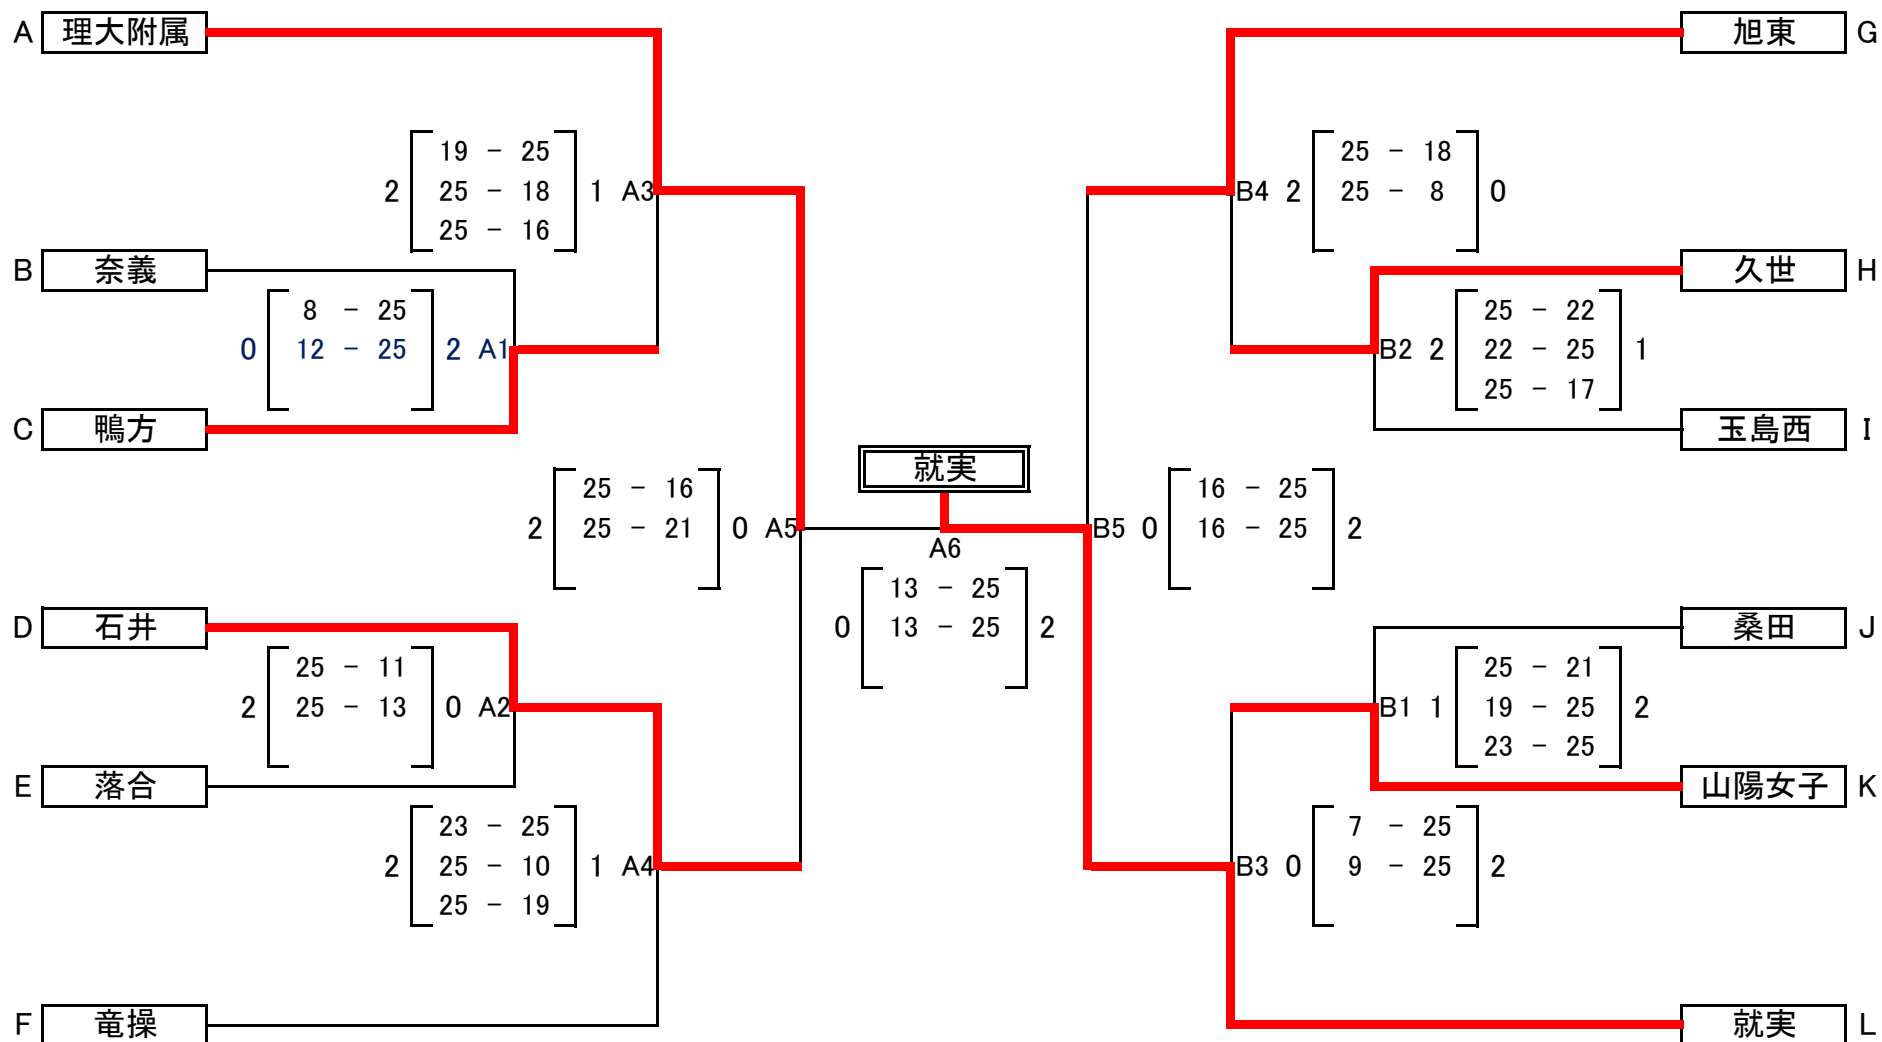 A 理大附属
旭東 G
19 - 25
2 25 - 18 1 A3
25 - 16
25 - 18
B4 2 25 - 8 0
B 奈義
久世 H
8 - 25
0 12 - 25 2 A1
25 - 22
B2 2 22 - 25 1
25 - 17
C 鴨方
玉島西 I
就実
25 - 16
2 25 - 21 0 A5
16 - 25
B5 0 16 - 25 2
A6
13 - 25
0 13 - 25 2
D 石井
桑田 J
25 - 11
2 25 - 13 0 A2
25 - 21
B1 1 19 - 25 2
23 - 25
E 落合
山陽女子 K
23 - 25
2 25 - 10 1 A4
25 - 19
7 - 25
B3 0 9 - 25 2
F 竜操
就実 L